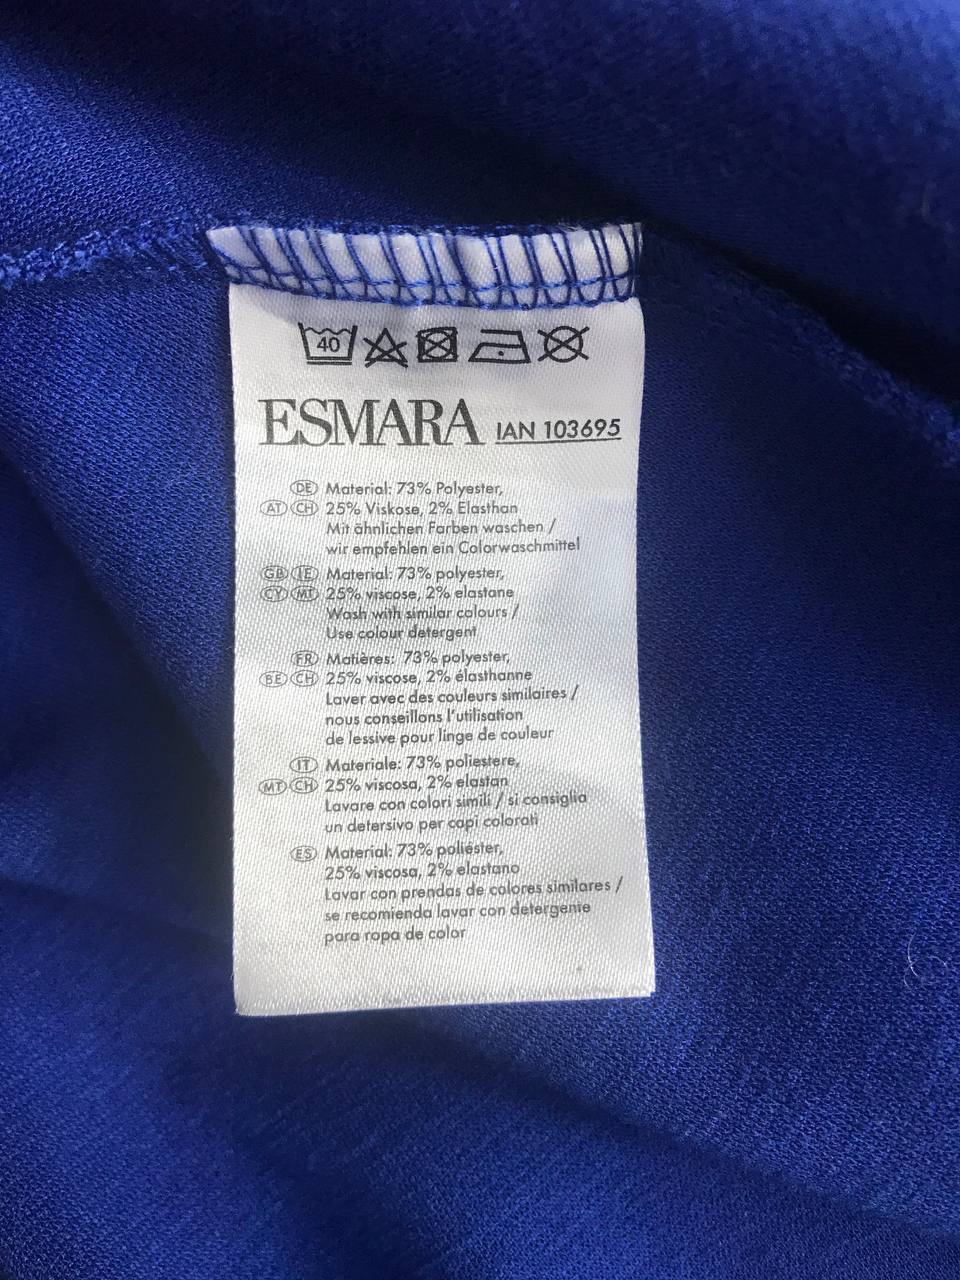 40
ESMARA IAN 103695
DE Material: 73% Polyester,
AT CH 25% Viskose, 2% Elasthan
Mit ähnlichen Farben waschen /
wir empfehlen ein Colorwaschmittel
GB IE Material: 73% polyester,
CY MT 25% viscose, 2% elastane
Wash with similar colours /
Use colour detergent
FR Matières: 73% polyester,
BE CH 25% viscose, 2% élasthanne
Laver avec des couleurs similaires /
nous conseillons l'utilisation
de lessive pour linge de couleur
IT Materiale: 73% poliestere,
MT CH 25% viscosa, 2% elastan
Lavare con colori simili / si consiglia
un detersivo per capi colorati
ES Material: 73% poliéster,
25% viscosa, 2% elastano
Lavar con prendas de colores similares /
se recomienda lavar con detergente
para ropa de color